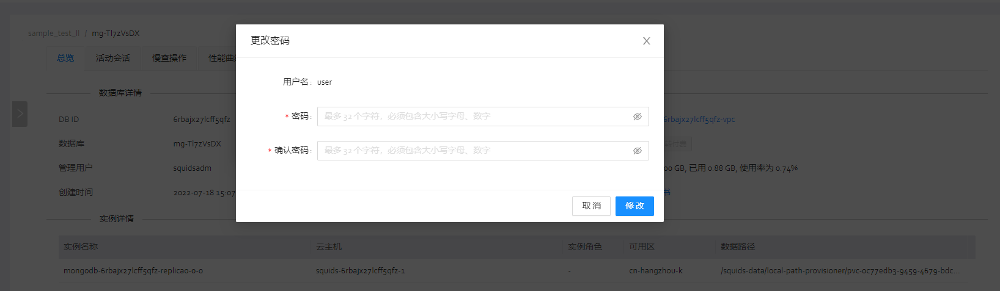 sample_test_ll / mg-Tl7zVsDX
更改密码
总览 活动会话 慢查操作 性能曲
用户名: user
数据库详情
* 密码: 最多 32 个字符，必须包含大小写字母、数字
DB ID 6rbajx27lcff5qfz 6rbajx27lcff5qfz-vpc
数据库 mg-Tl7zVsDX
* 确认密码: 最多 32 个字符，必须包含大小写字母、数字
管理用户 squidsadm 00 GB, 已用 0.88 GB, 使用率为 0.74%
创建时间 2022-07-18 15:07 书
取消 修改
实例详情
实例名称 云主机 实例角色 可用区 数据路径
mongodb-6rbajx27lcff5qfz-replica0-0-0 squids-6rbajx27lcff5qfz-1 - cn-hangzhou-k /squids-data/local-path-provisioner/pvc-0c77edb3-9459-4679-bdc...